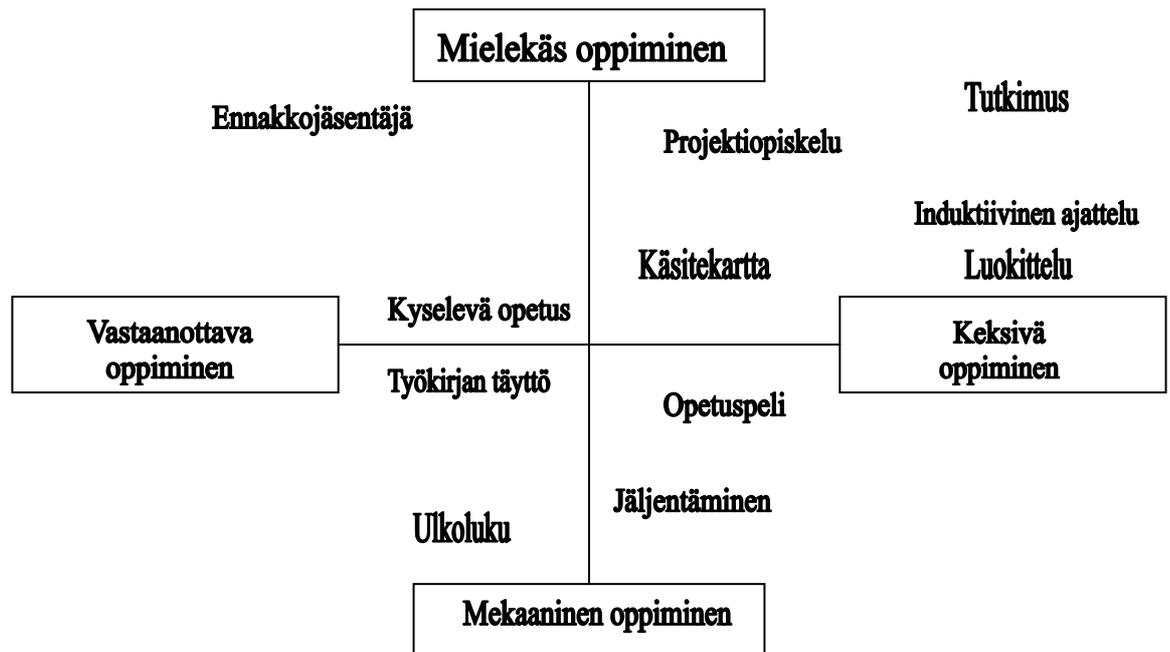 Mielekäs oppiminen
Tutkimus
Ennakkojäsentäjä
Projektiopiskelu
Induktiivinen ajattelu
Käsitekartta
Luokittelu
Kyselevä opetus
Vastaanottava
oppiminen
Keksivä
oppiminen
Työkirjan täyttö
Opetuspeli
Jäljentäminen
Ulkoluku
Mekaaninen oppiminen